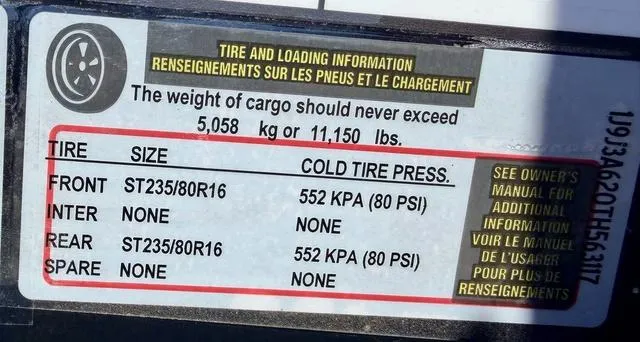 TIRE AND LOADING INFORMATION
RENSEIGNEMENTS SUR LES PNEUS ET LE CHARGEMENT
The weight of cargo should never exceed
5,058 kg or 11,150 lbs.
TIRE SIZE COLD TIRE PRESS.
FRONT ST235/80R16 552 KPA (80 PSI)
INTER NONE NONE
REAR ST235/80R16 552 KPA (80 PSI)
SPARE NONE NONE
SEE OWNER'S
MANUAL FOR
ADDITIONAL
INFORMATION
VOIR LE MANUEL
DE L'USAGER
POUR PLUS DE
RENSEIGNEMENTS